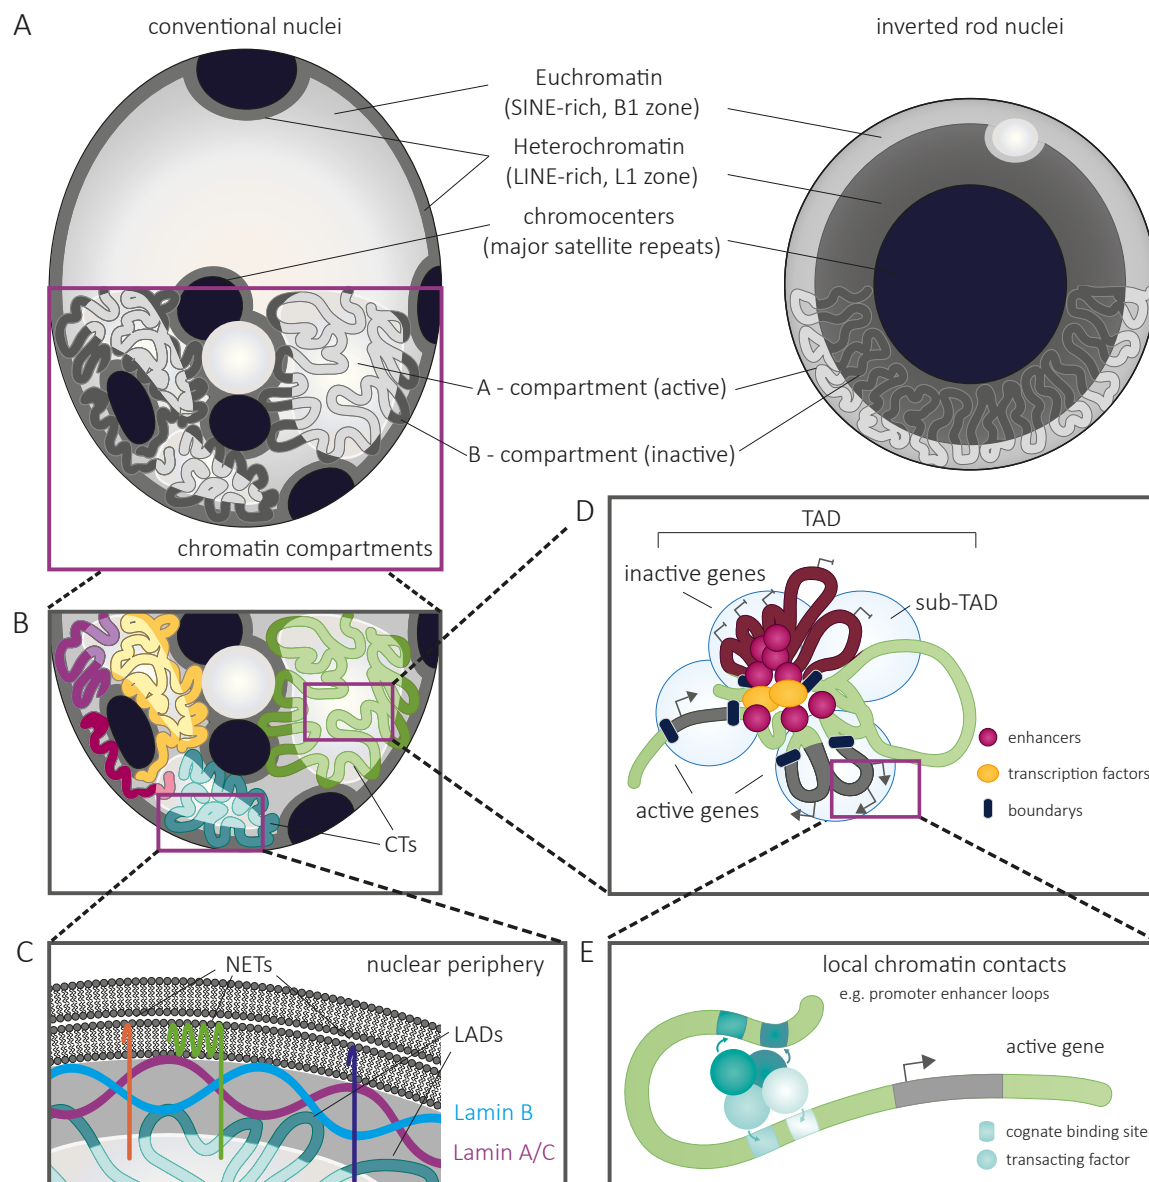 A
conventional nuclei
inverted rod nuclei
Euchromatin
(SINE-rich, B1 zone)
Heterochromatin
(LINE-rich, L1 zone)
chromocenters
(major satellite repeats)
A - compartment (active)
B - compartment (inactive)
chromatin compartments
B
CTs
D
TAD
inactive genes
sub-TAD
enhancers
transcription factors
boundarys
active genes
C
NETs
nuclear periphery
LADs
Lamin B
Lamin A/C
E
local chromatin contacts
e.g. promoter enhancer loops
active gene
cognate binding site
transacting factor